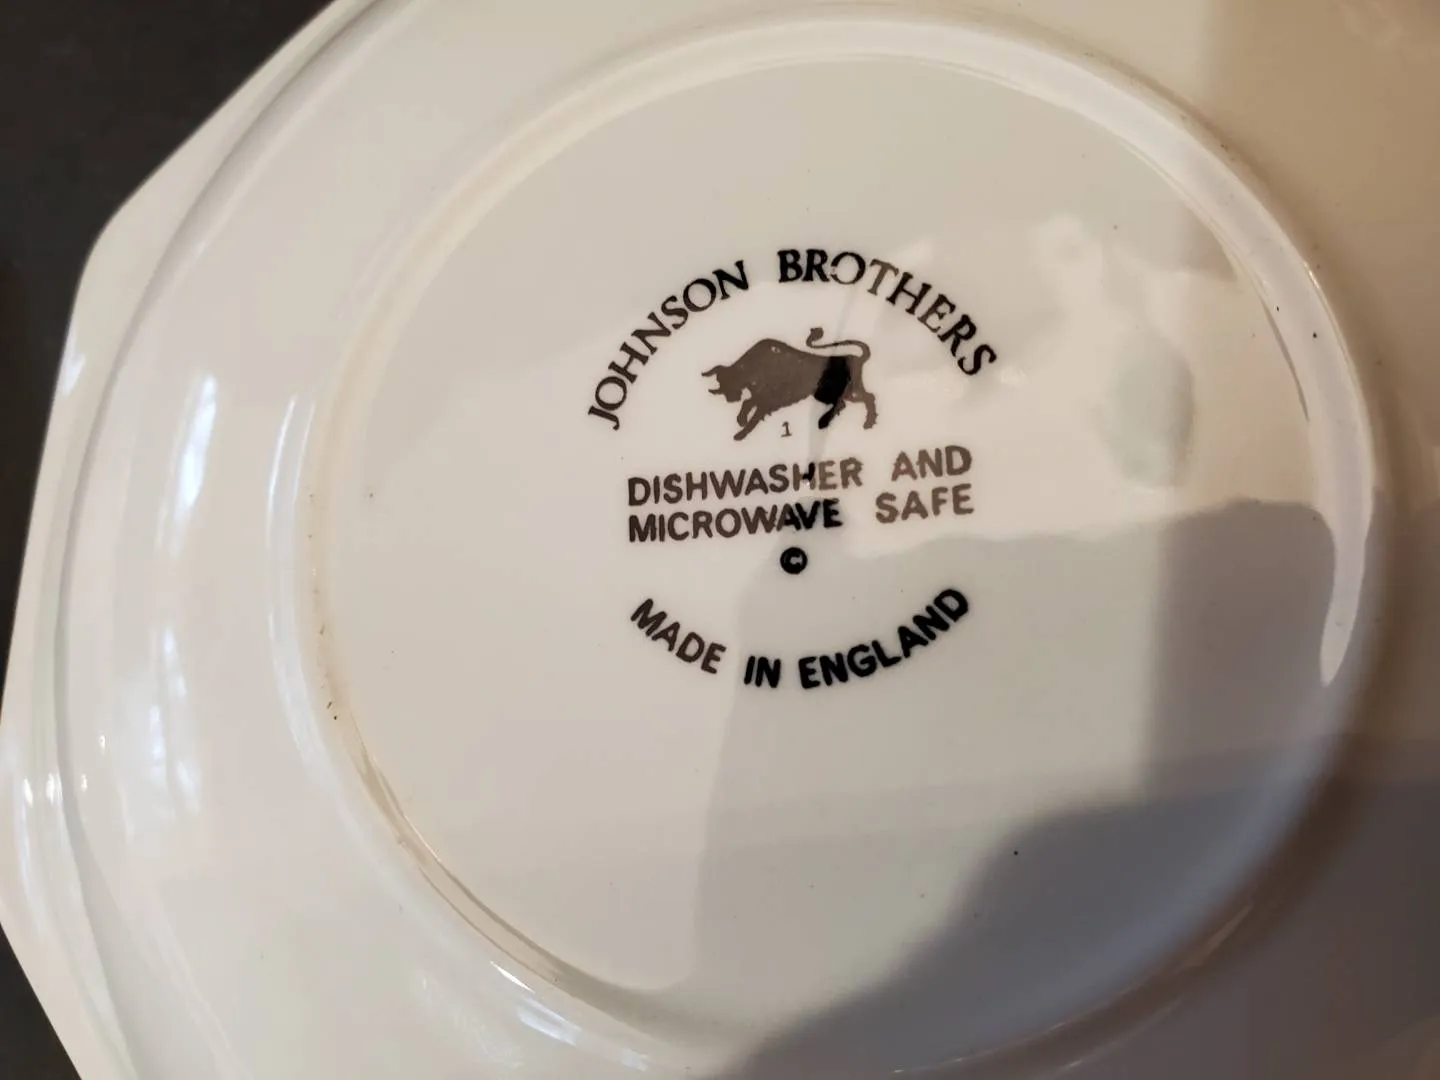 JOHNSON BROTHERS
1
DISHWASHER AND
MICROWAVE SAFE
©
MADE IN ENGLAND